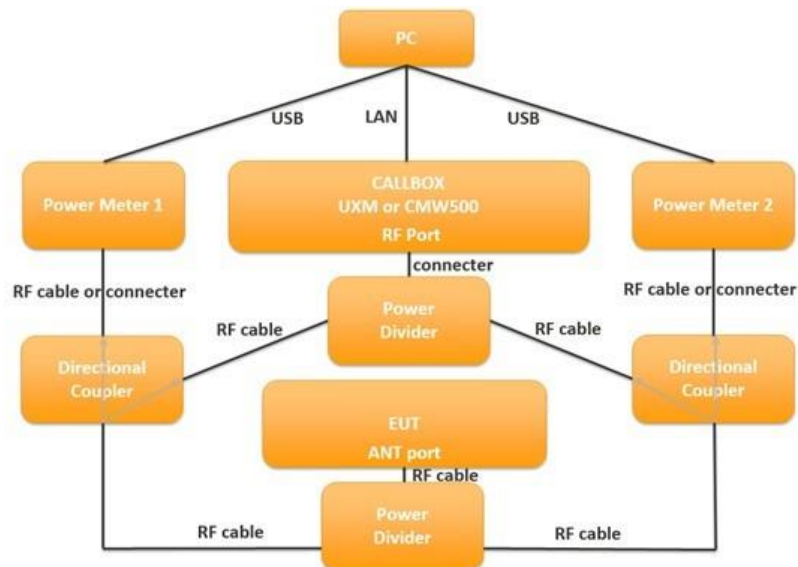 PC
USB
LAN
USB
Power Meter 1
CALLBOX
UXM or CMW500
RF Port
Power Meter 2
connecter
RF cable or connecter
RF cable or connecter
RF cable
Power
Divider
RF cable
Directional
Coupler
Directional
Coupler
EUT
ANT port
RF cable
Power
Divider
RF cable
RF cable